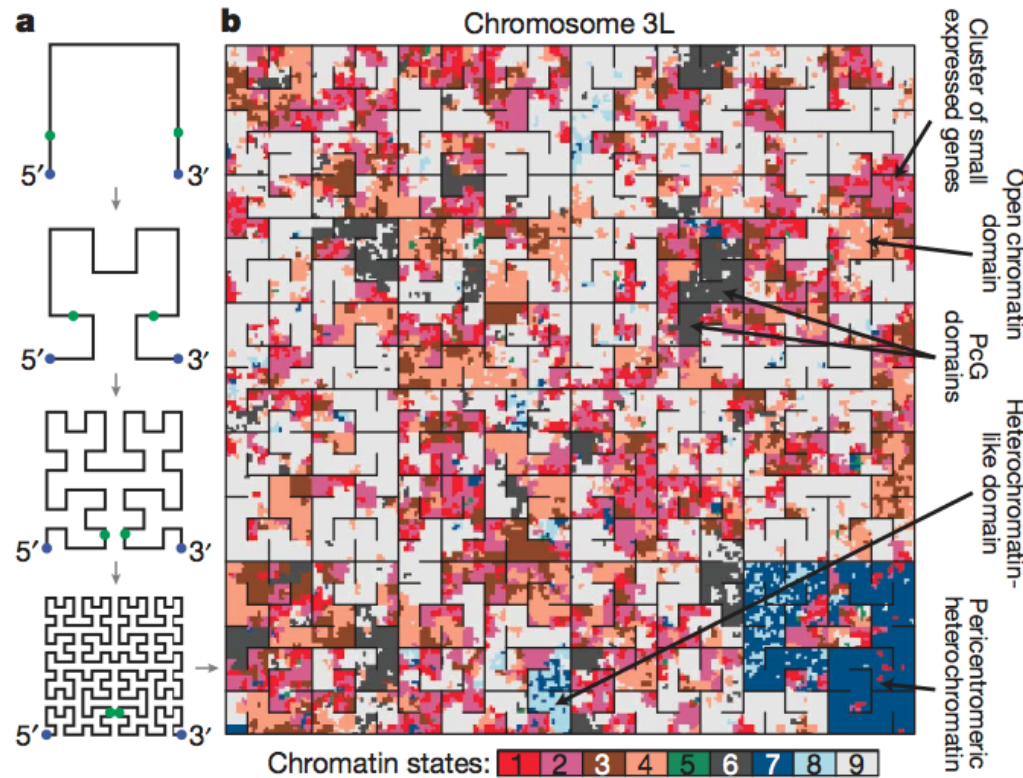 a
b
Chromosome 3L
5′
3′
5′
3′
5′
3′
5′
3′
Cluster of small
expressed genes
Open chromatin
domain
PcG
domains
Heterochromatin-
like domain
Pericentromeric
heterochromatin
Chromatin states: 1 2 3 4 5 6 7 8 9